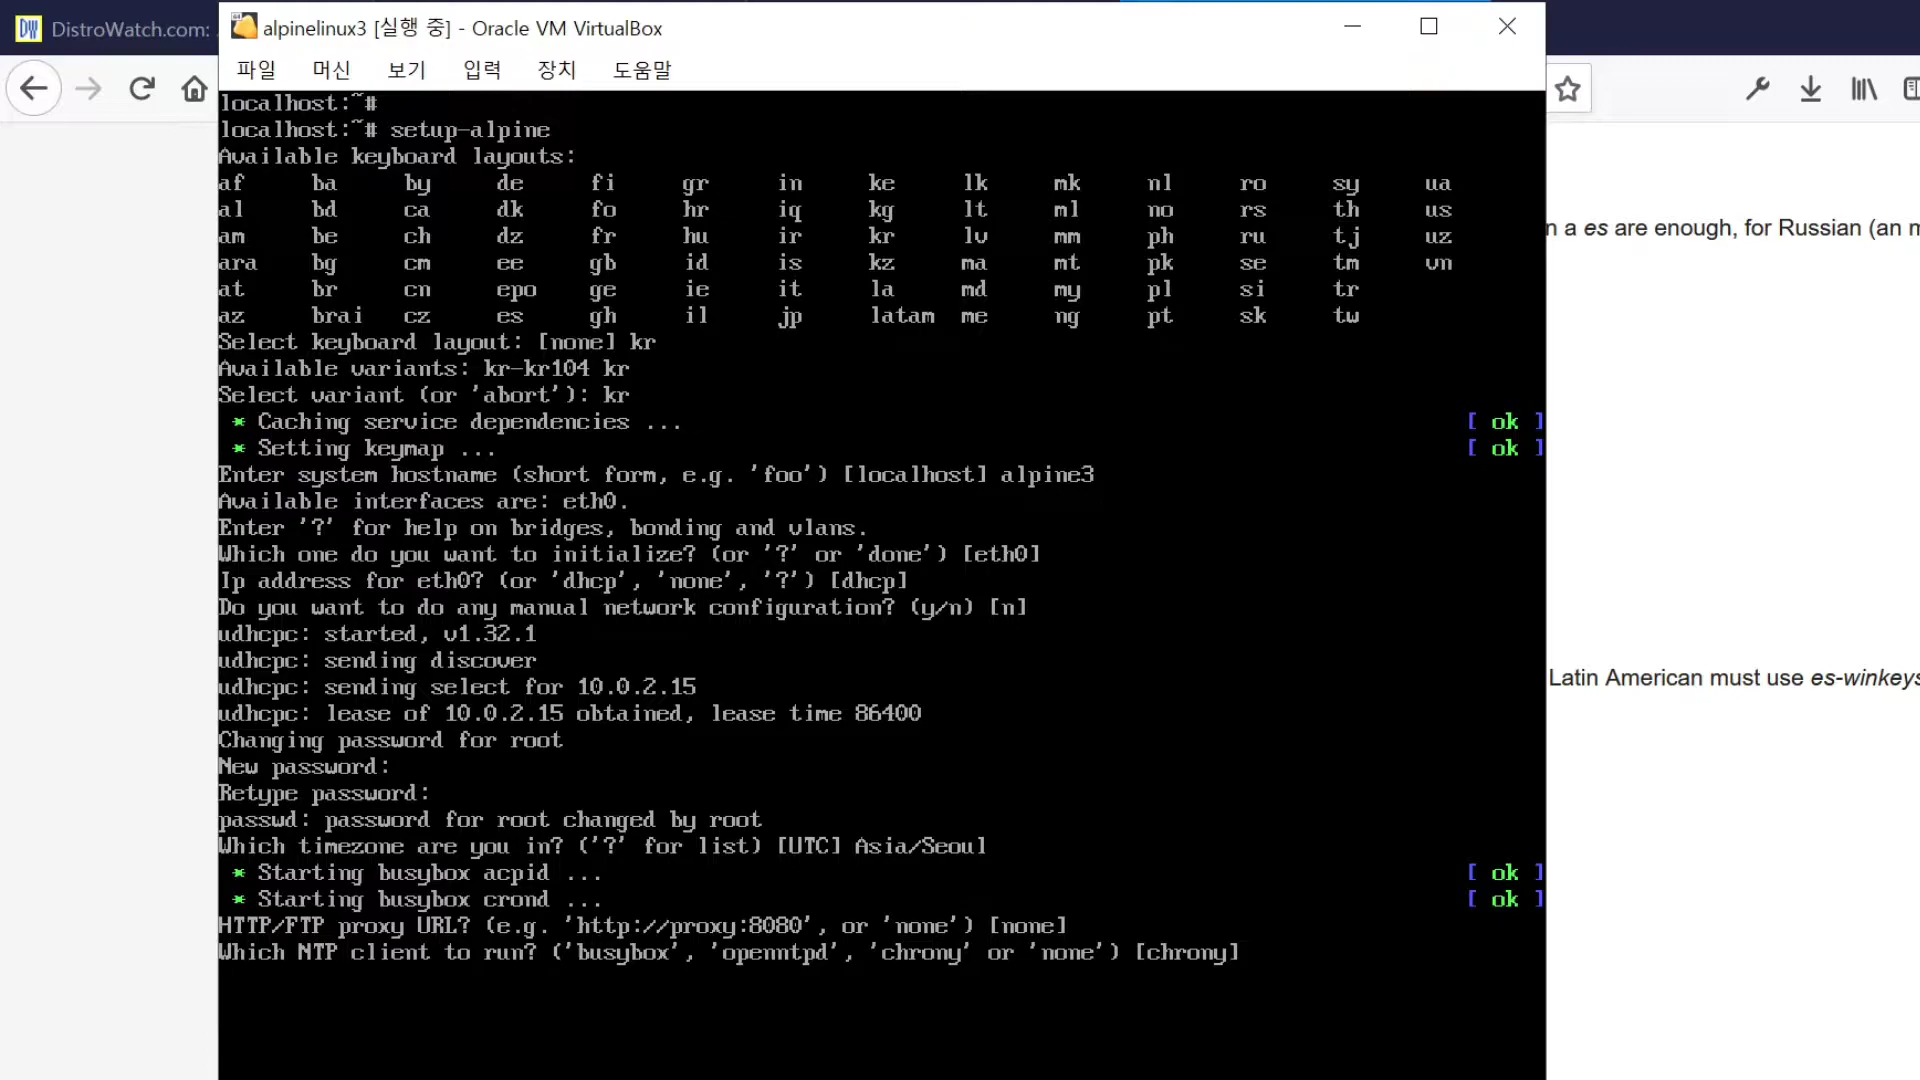 DistroWatch.com:
alpinelinux3 [실행 중] - Oracle VM VirtualBox
파일 머신 보기 입력 장치 도움말
localhost:~#
localhost:~# setup-alpine
Available keyboard layouts:
af ba by de fi gr in ke lk mk nl ro sy ua
al bd ca dk fo hr iq kg lt ml no rs th us
am be ch dz fr hu ir kr lv mm ph ru tj uz
ara bg cm ee gb id is kz ma mt pk se tm vn
at br cn epo ge ie it la md my pl si tr
az brai cz es gh il jp latam me ng pt sk tw
Select keyboard layout: [none] kr
Available variants: kr-kr104 kr
Select variant (or 'abort'): kr
* Caching service dependencies ... [ ok ]
* Setting keymap ... [ ok ]
Enter system hostname (short form, e.g. 'foo') [localhost] alpine3
Available interfaces are: eth0.
Enter '?' for help on bridges, bonding and vlans.
Which one do you want to initialize? (or '?' or 'done') [eth0]
Ip address for eth0? (or 'dhcp', 'none', '?') [dhcp]
Do you want to do any manual network configuration? (y/n) [n]
udhcpc: started, v1.32.1
udhcpc: sending discover
udhcpc: sending select for 10.0.2.15
udhcpc: lease of 10.0.2.15 obtained, lease time 86400
Changing password for root
New password:
Retype password:
passwd: password for root changed by root
Which timezone are you in? ('?' for list) [UTC] Asia/Seoul
* Starting busybox acpid ... [ ok ]
* Starting busybox crond ... [ ok ]
HTTP/FTP proxy URL? (e.g. 'http://proxy:8080', or 'none') [none]
Which NTP client to run? ('busybox', 'openntpd', 'chrony' or 'none') [chrony]
n a es are enough, for Russian (an m
Latin American must use es-winkeys